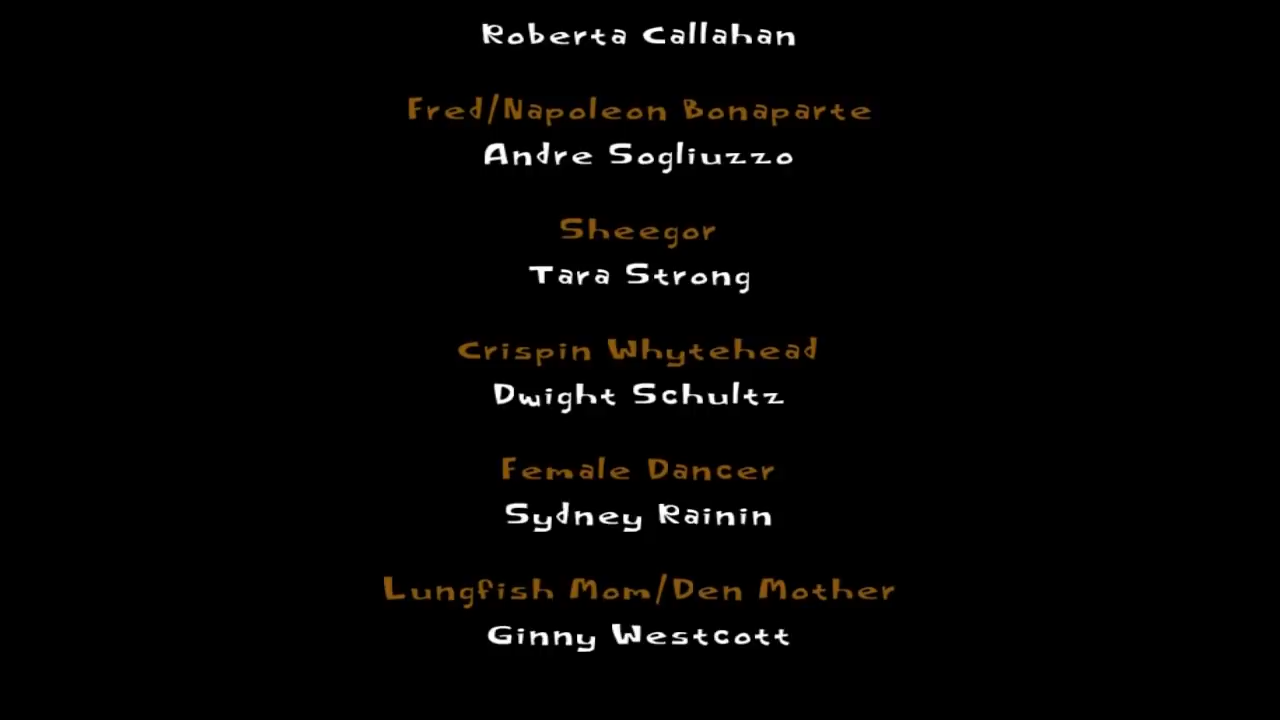 Roberta Callahan
Fred/Napoleon Bonaparte
Andre Sogliuzzo
Sheegor
Tara Strong
Crispin Whytehead
Dwight Schultz
Female Dancer
Sydney Rainin
Lungfish Mom/Den Mother
Ginny Westcott